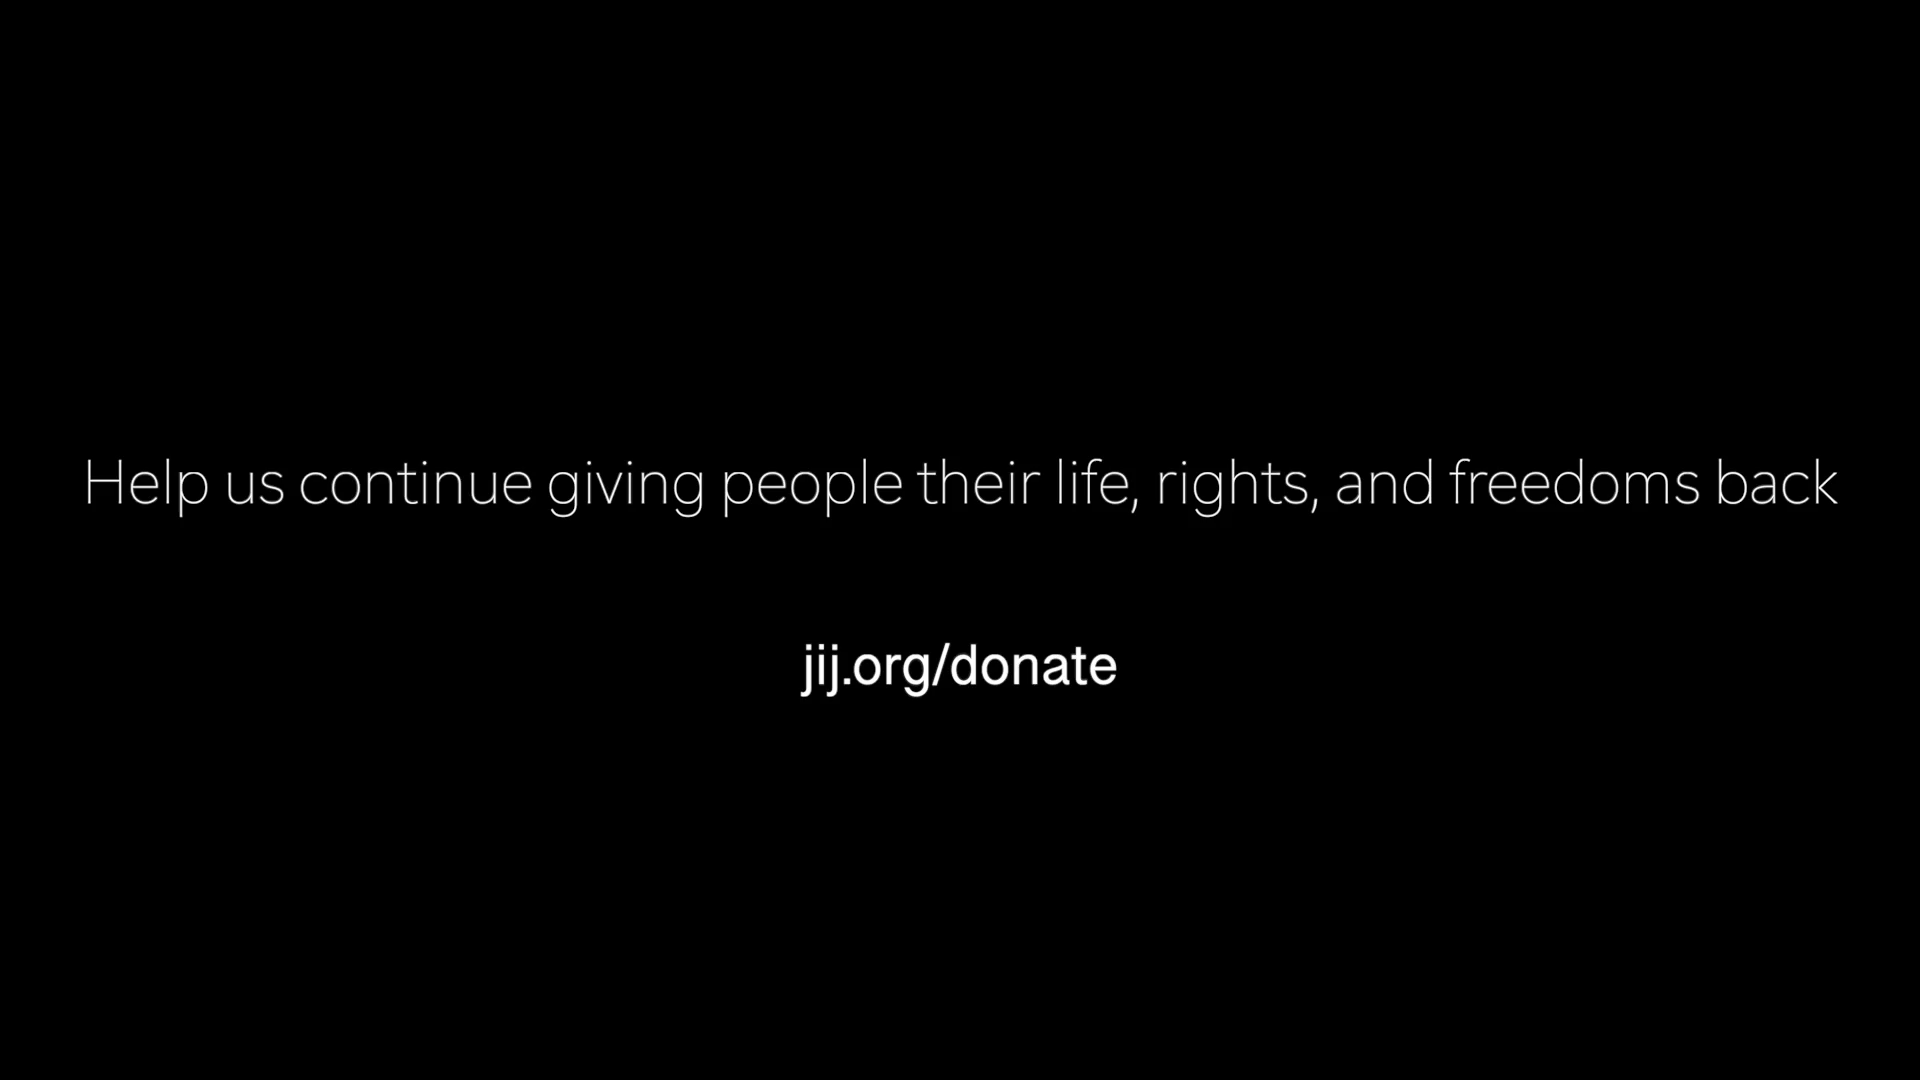 Help us continue giving people their life, rights, and freedoms back
jij.org/donate